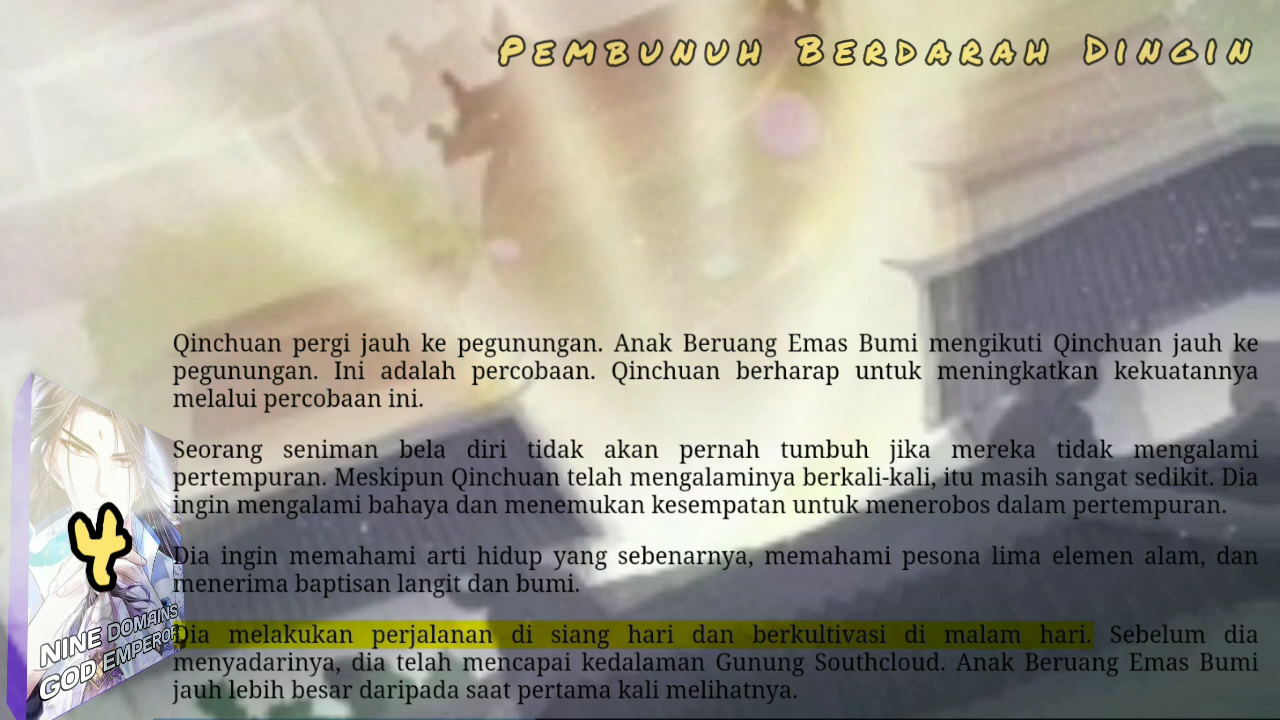 Pembunuh Berdarah Dingin
Qinchuan pergi jauh ke pegunungan. Anak Beruang Emas Bumi mengikuti Qinchuan jauh ke
pegunungan. Ini adalah percobaan. Qinchuan berharap untuk meningkatkan kekuatannya
melalui percobaan ini.
Seorang seniman bela diri tidak akan pernah tumbuh jika mereka tidak mengalami
pertempuran. Meskipun Qinchuan telah mengalaminya berkali-kali, itu masih sangat sedikit. Dia
ingin mengalami bahaya dan menemukan kesempatan untuk menerobos dalam pertempuran.
Dia ingin memahami arti hidup yang sebenarnya, memahami pesona lima elemen alam, dan
menerima baptisan langit dan bumi.
Dia melakukan perjalanan di siang hari dan berkultivasi di malam hari. Sebelum dia
menyadarinya, dia telah mencapai kedalaman Gunung Southcloud. Anak Beruang Emas Bumi
jauh lebih besar daripada saat pertama kali melihatnya.
4
NINE DOMAINS
GOD EMPEROR